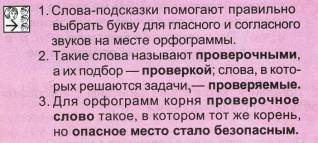 1. Слова-подсказки помогают правильно
выбрать букву для гласного и согласного
звуков на месте орфограммы.
2. Такие слова называют проверочными,
а их подбор — проверкой; слова, в кото-
рых решаются задачи, — проверяемые.
3. Для орфограмм корня проверочное
слово такое, в котором тот же корень,
но опасное место стало безопасным.